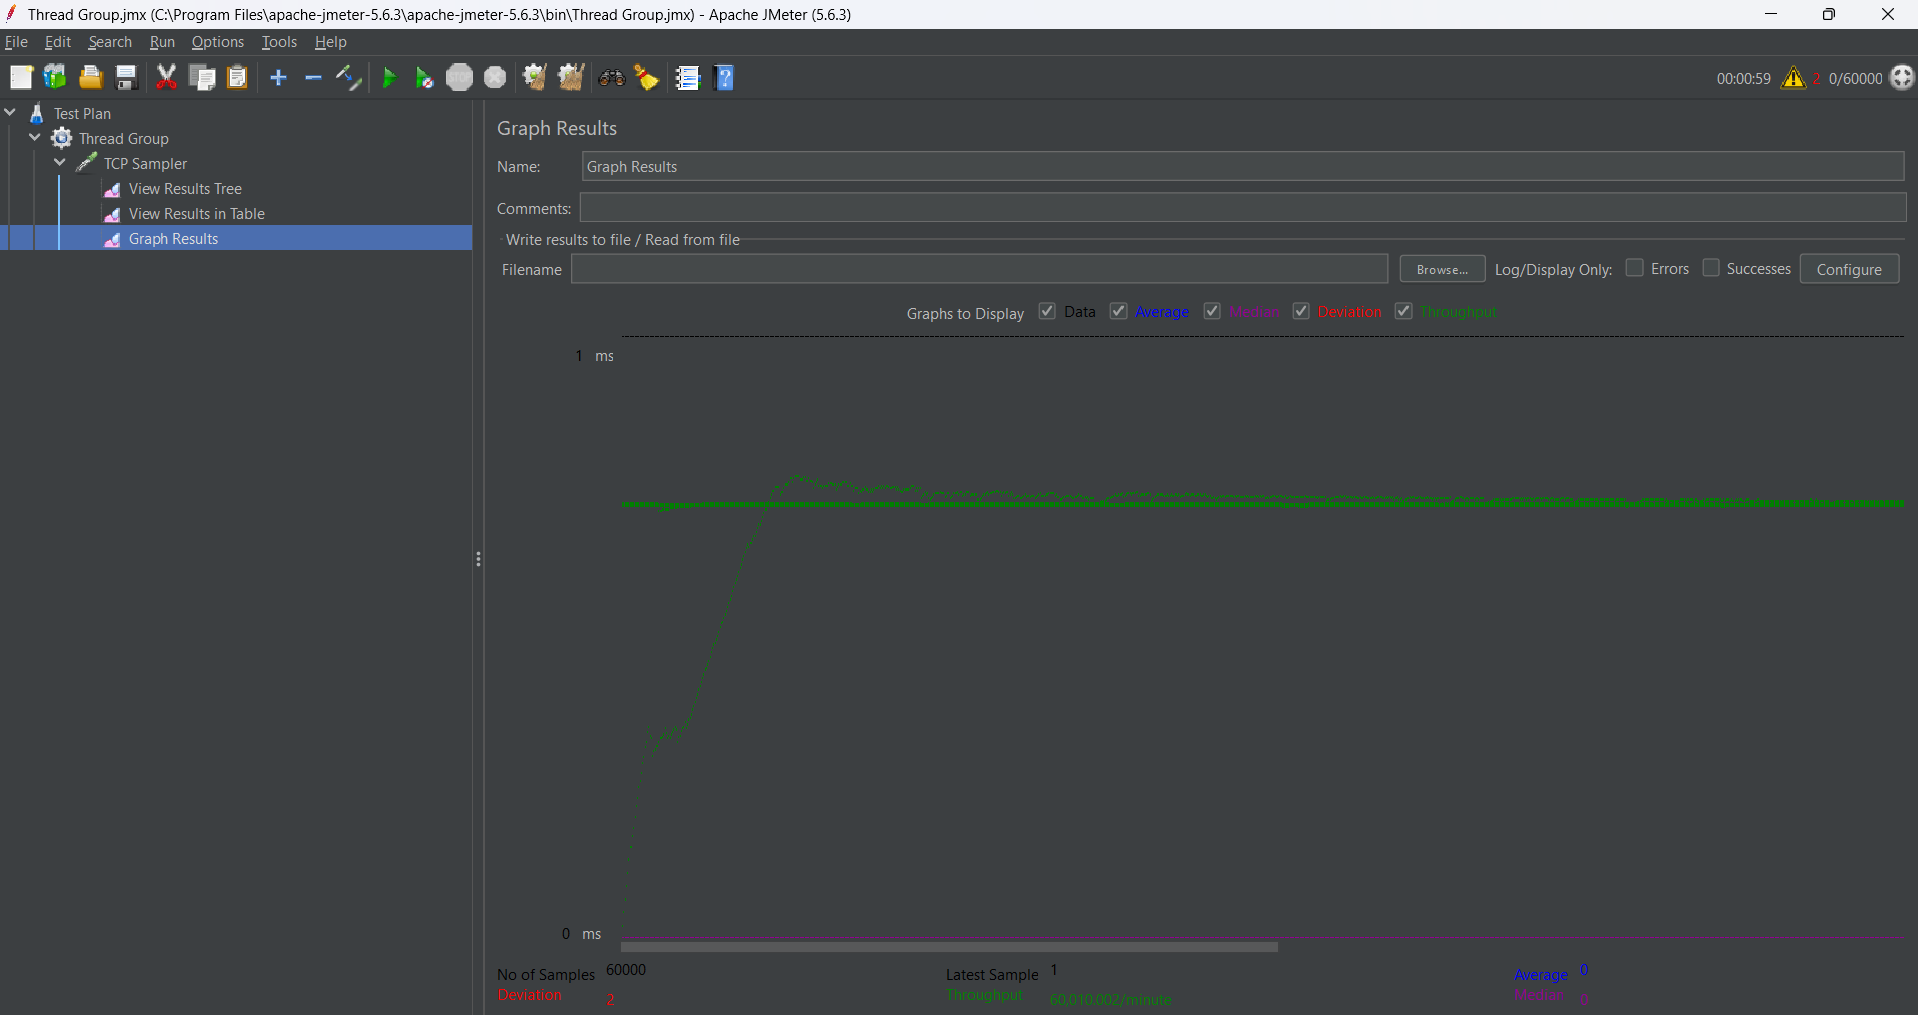 Thread Group.jmx (C:\Program Files\apache-jmeter-5.6.3\apache-jmeter-5.6.3\bin\Thread Group.jmx) - Apache JMeter (5.6.3)
File Edit Search Run Options Tools Help
STOP 00:00:59 2 0/60000
Test Plan
Thread Group
TCP Sampler
View Results Tree
View Results in Table
Graph Results
Graph Results
Name: Graph Results
Comments:
Write results to file / Read from file
Filename Browse... Log/Display Only: Errors Successes Configure
Graphs to Display Data Average Median Deviation Throughput
1 ms
0 ms
No of Samples 60000 Latest Sample 1 Average 0
Deviation 2 Throughput 60,010.002/minute Median 0